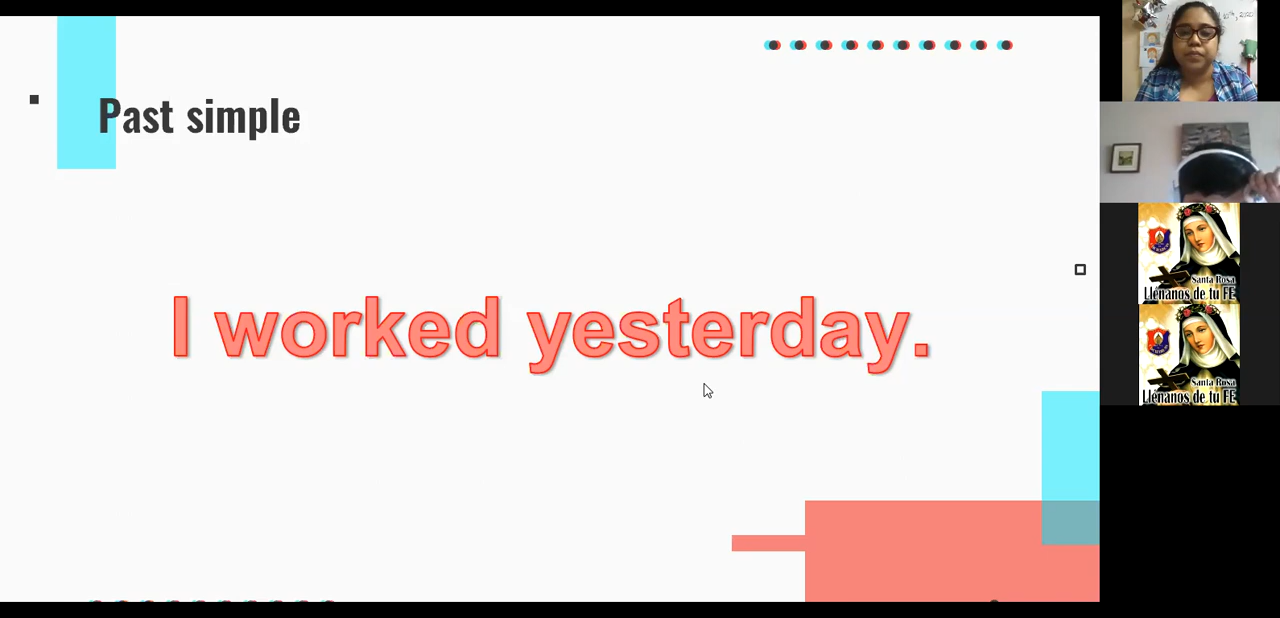 Past simple
I worked yesterday.
Santa Rosa
Llénanos de tu FE
Santa Rosa
Llénanos de tu FE